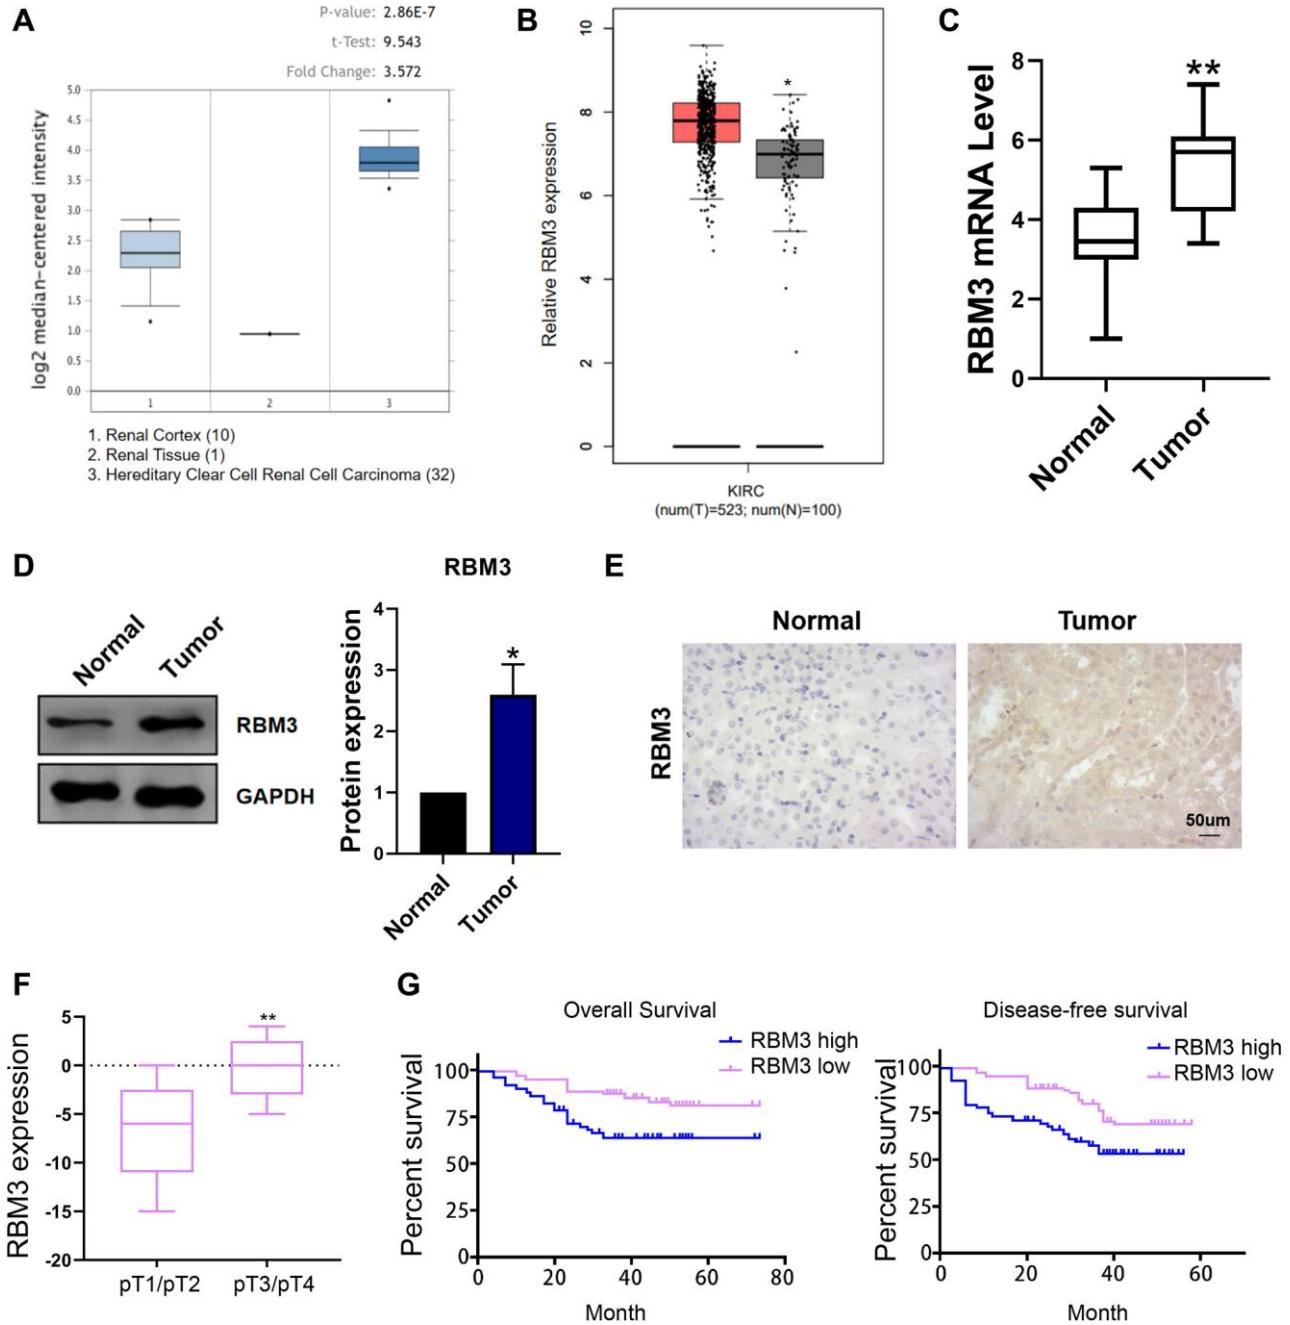 A
P-value: 2.86E-7
t-Test: 9.543
Fold Change: 3.572
log2 median-centered intensity
5.0
4.5
4.0
3.5
3.0
2.5
2.0
1.5
1.0
0.5
0.0
1 2 3
1. Renal Cortex (10)
2. Renal Tissue (1)
3. Hereditary Clear Cell Renal Cell Carcinoma (32)
B
Relative RBM3 expression
10
8
6
4
2
0
*
KIRC
(num(T)=523; num(N)=100)
C
RBM3 mRNA Level
8
6
4
2
0
**
Normal
Tumor
D
Normal
Tumor
RBM3
GAPDH
RBM3
Protein expression
4
3
2
1
0
*
Normal
Tumor
E
Normal
Tumor
RBM3
50um
F
RBM3 expression
5
0
-5
-10
-15
-20
**
pT1/pT2
pT3/pT4
G
Overall Survival
RBM3 high
RBM3 low
Percent survival
100
75
50
25
0
0 20 40 60 80
Month
Disease-free survival
RBM3 high
RBM3 low
Percent survival
100
75
50
25
0
0 20 40 60
Month